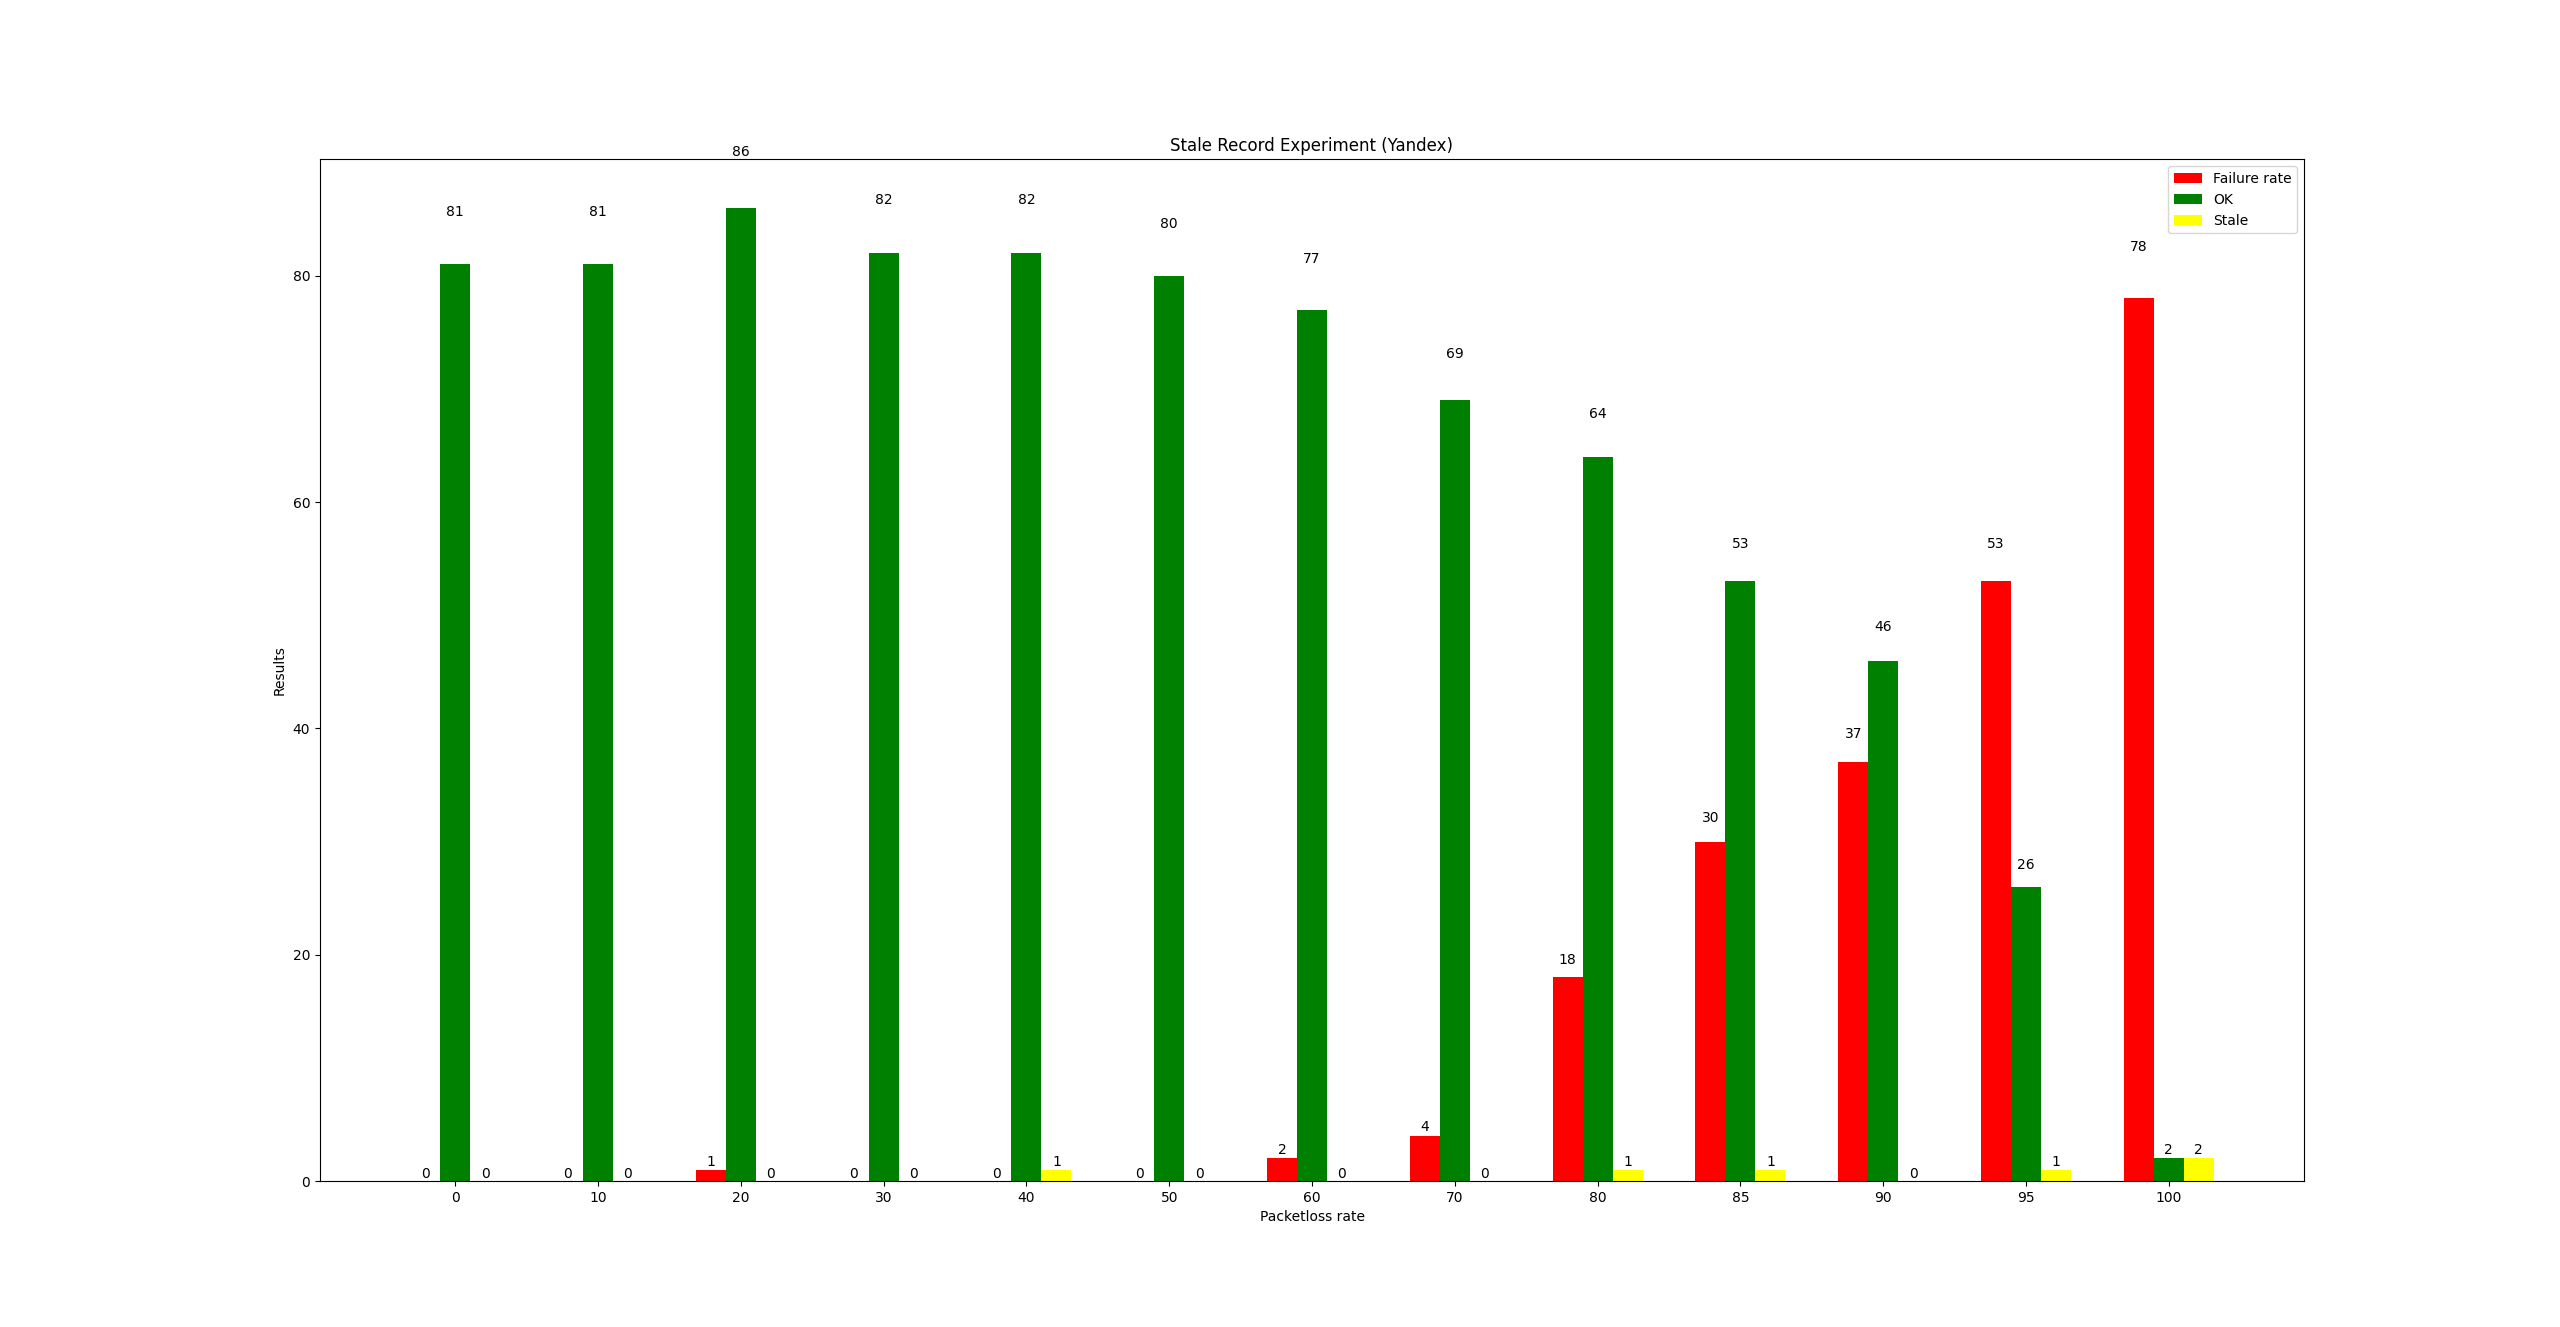 Stale Record Experiment (Yandex)
Failure rate
OK
Stale
86
81 81 82 82 80 77 69 64 53 46 37 30 18 53 26 78
0 0 0 0 1 0 0 0 0 1 0 0 2 0 4 0 1 1 0 1 2 2
80
60
40
20
0
Results
0 10 20 30 40 50 60 70 80 85 90 95 100
Packetloss rate